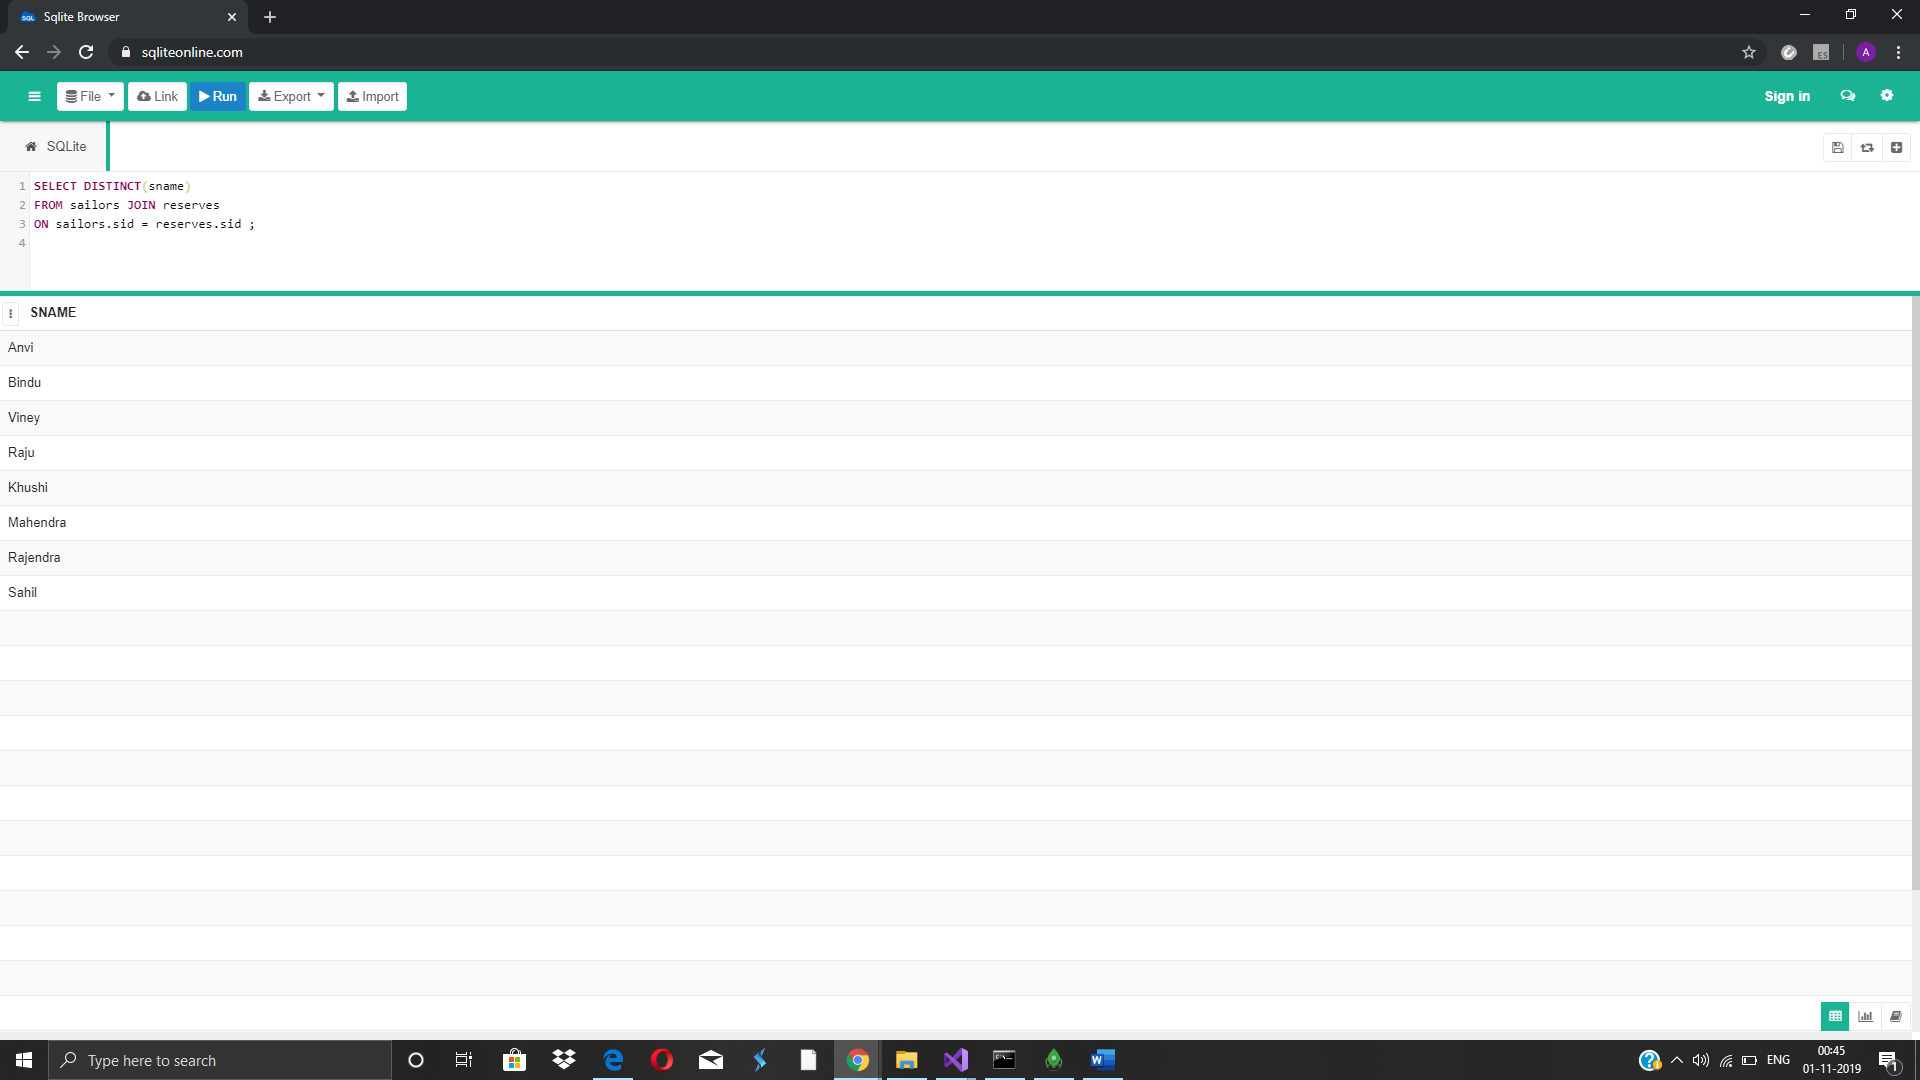 Sqlite Browser
sqliteonline.com
A
File Link Run Export Import
Sign in
SQLite
1 SELECT DISTINCT(sname)
2 FROM sailors JOIN reserves
3 ON sailors.sid = reserves.sid ;
4
SNAME
Anvi
Bindu
Viney
Raju
Khushi
Mahendra
Rajendra
Sahil
Type here to search
ENG
00:45
01-11-2019
1